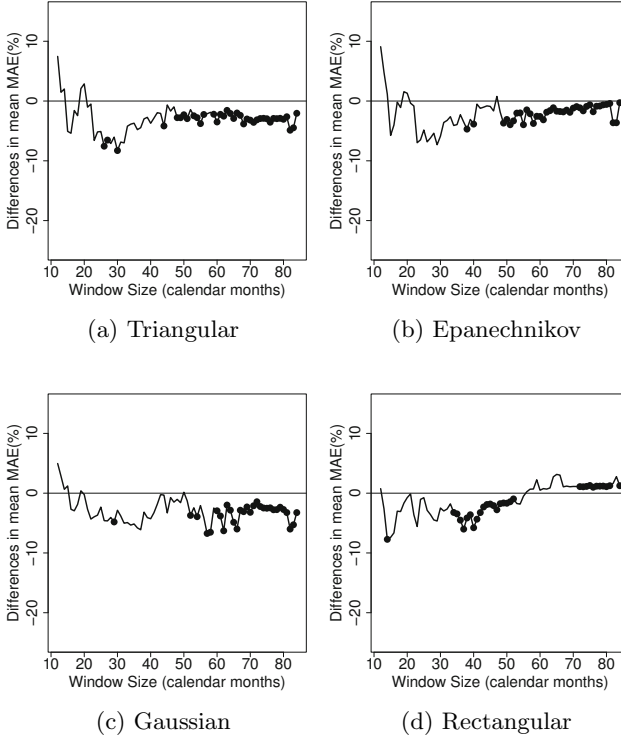 Differences in mean MAE(%)
10
0
−10
−20
10 20 30 40 50 60 70 80
Window Size (calendar months)
(a) Triangular
Differences in mean MAE(%)
10
0
−10
−20
10 20 30 40 50 60 70 80
Window Size (calendar months)
(b) Epanechnikov
Differences in mean MAE(%)
10
0
−10
−20
10 20 30 40 50 60 70 80
Window Size (calendar months)
(c) Gaussian
Differences in mean MAE(%)
10
0
−10
−20
10 20 30 40 50 60 70 80
Window Size (calendar months)
(d) Rectangular